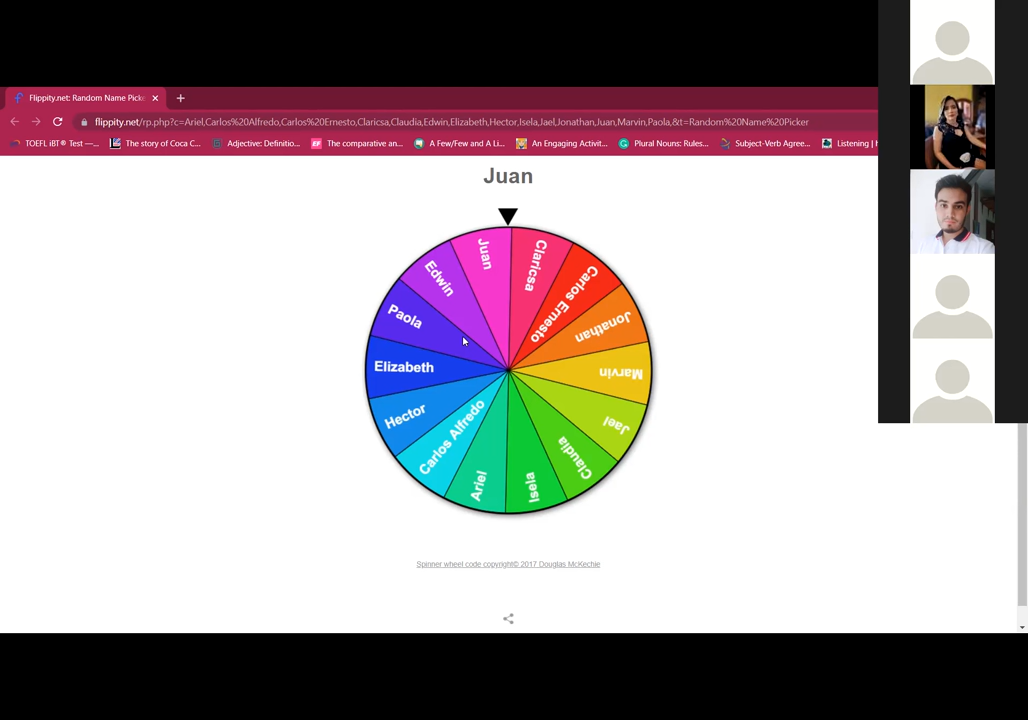 Flippity.net: Random Name Pick
flippity.net/rp.php?c=Ariel,Carlos%20Alfredo,Carlos%20Ernesto,Claricsa,Claudia,Edwin,Elizabeth,Hector,Isela,Jael,Jonathan,Juan,Marvin,Paola,&t=Random%20Name%20Picker
TOEFL iBT® Test —... The story of Coca C... Adjective: Definitio... EP The comparative an... A Few/Few and A Li... An Engaging Activit... Plural Nouns: Rules... Subject-Verb Agree... Listening |
Juan
Juan
Claricsa
Carlos Ernesto
Jonathan
Marvin
Jael
Claudia
Isela
Ariel
Carlos Alfredo
Hector
Elizabeth
Paola
Edwin
Spinner wheel code copyright© 2017 Douglas McKechie